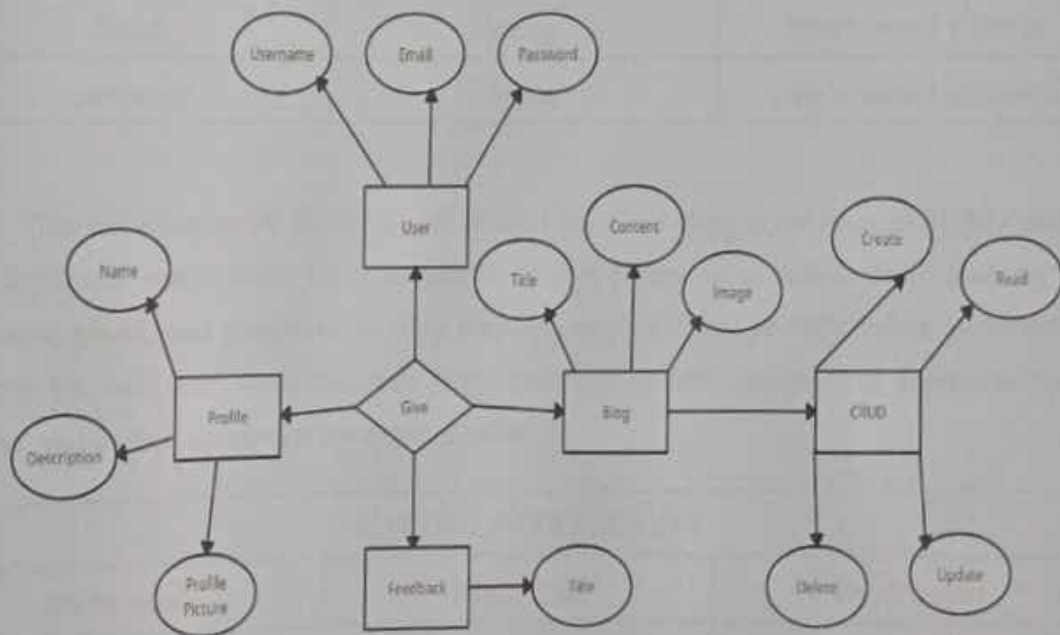 Username
Email
Password
User
Content
Create
Name
Title
Image
Read
Profile
Give
Blog
CRUD
Description
Profile
Picture
Feedback
Title
Delete
Update